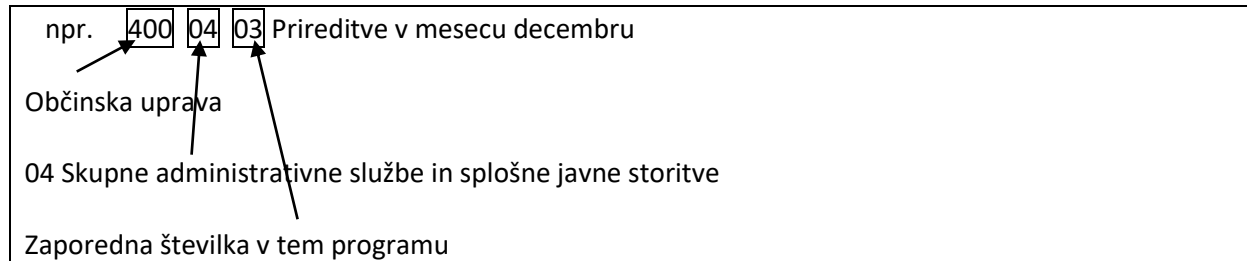 npr. 400 04 03 Prireditve v mesecu decembru
Občinska uprava
04 Skupne administrativne službe in splošne javne storitve
Zaporedna številka v tem programu